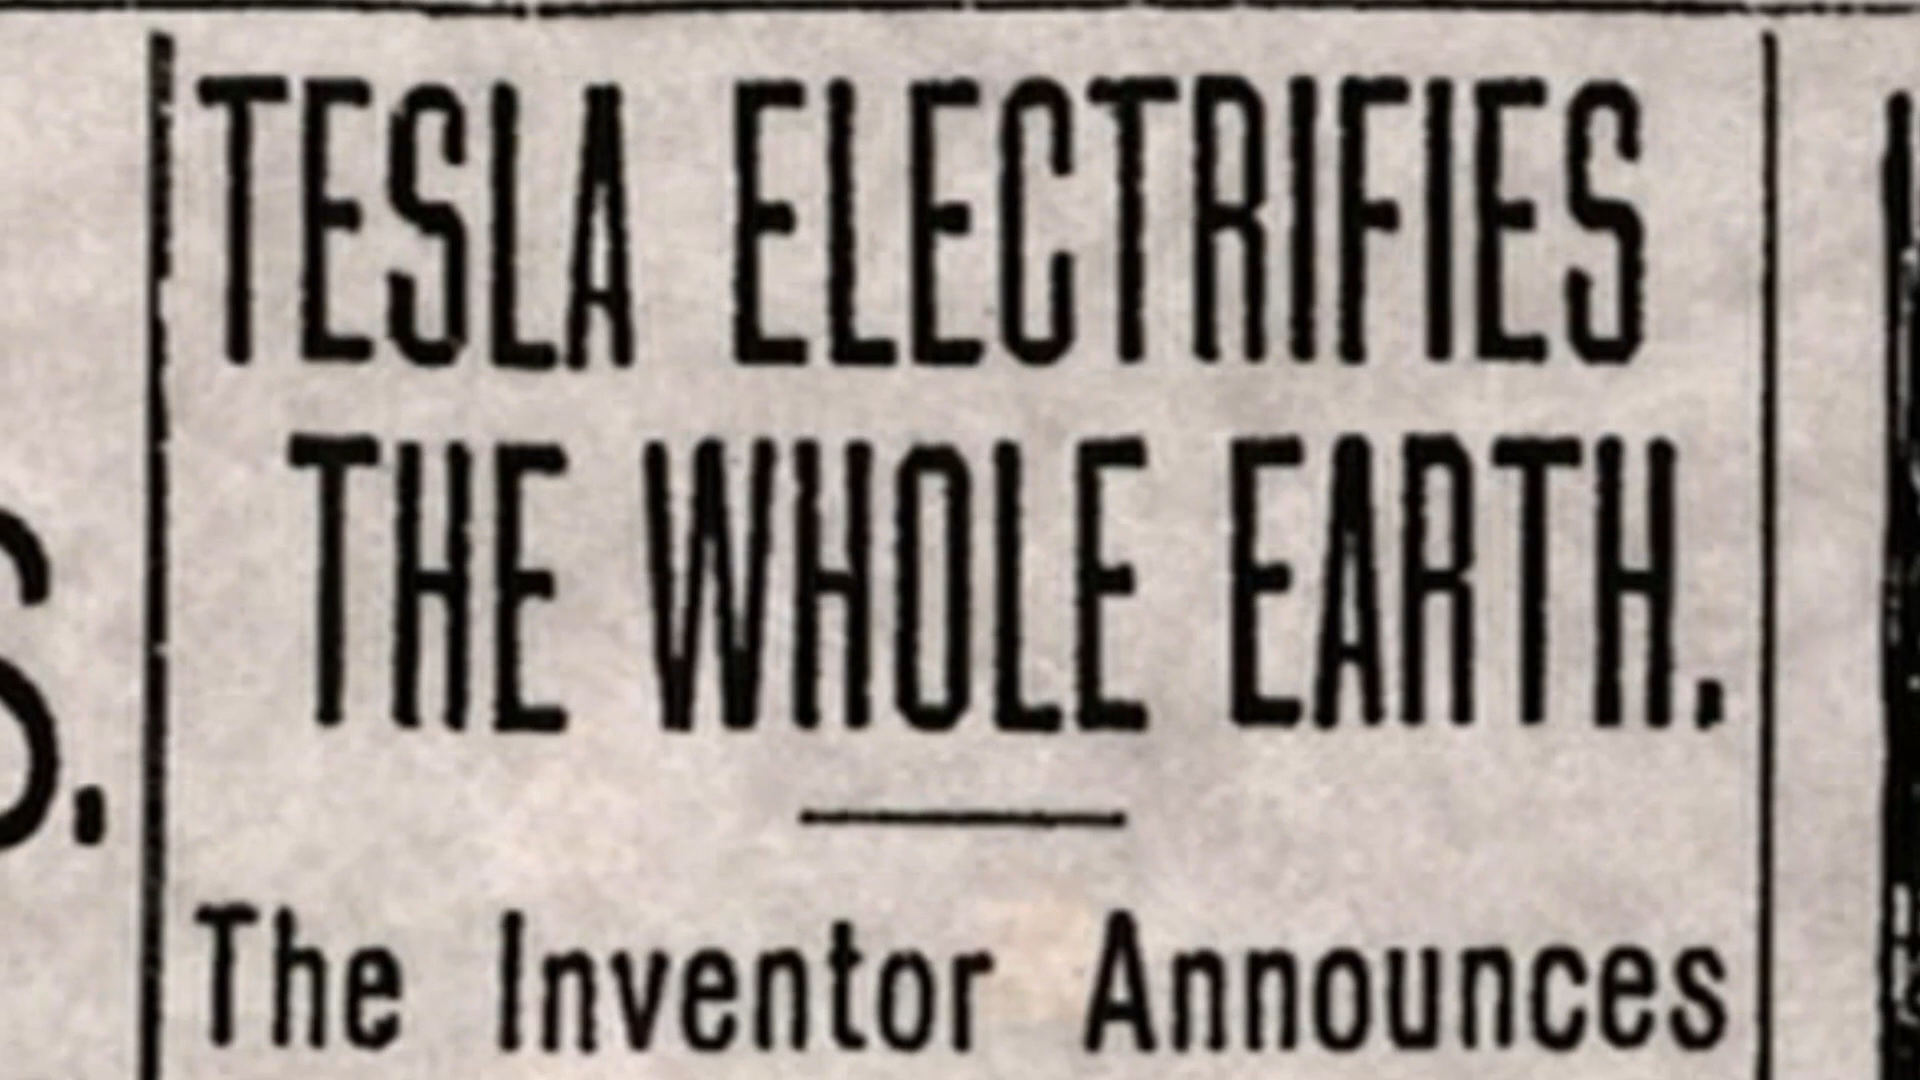 TESLA ELECTRIFIES
THE WHOLE EARTH.
The Inventor Announces
S.